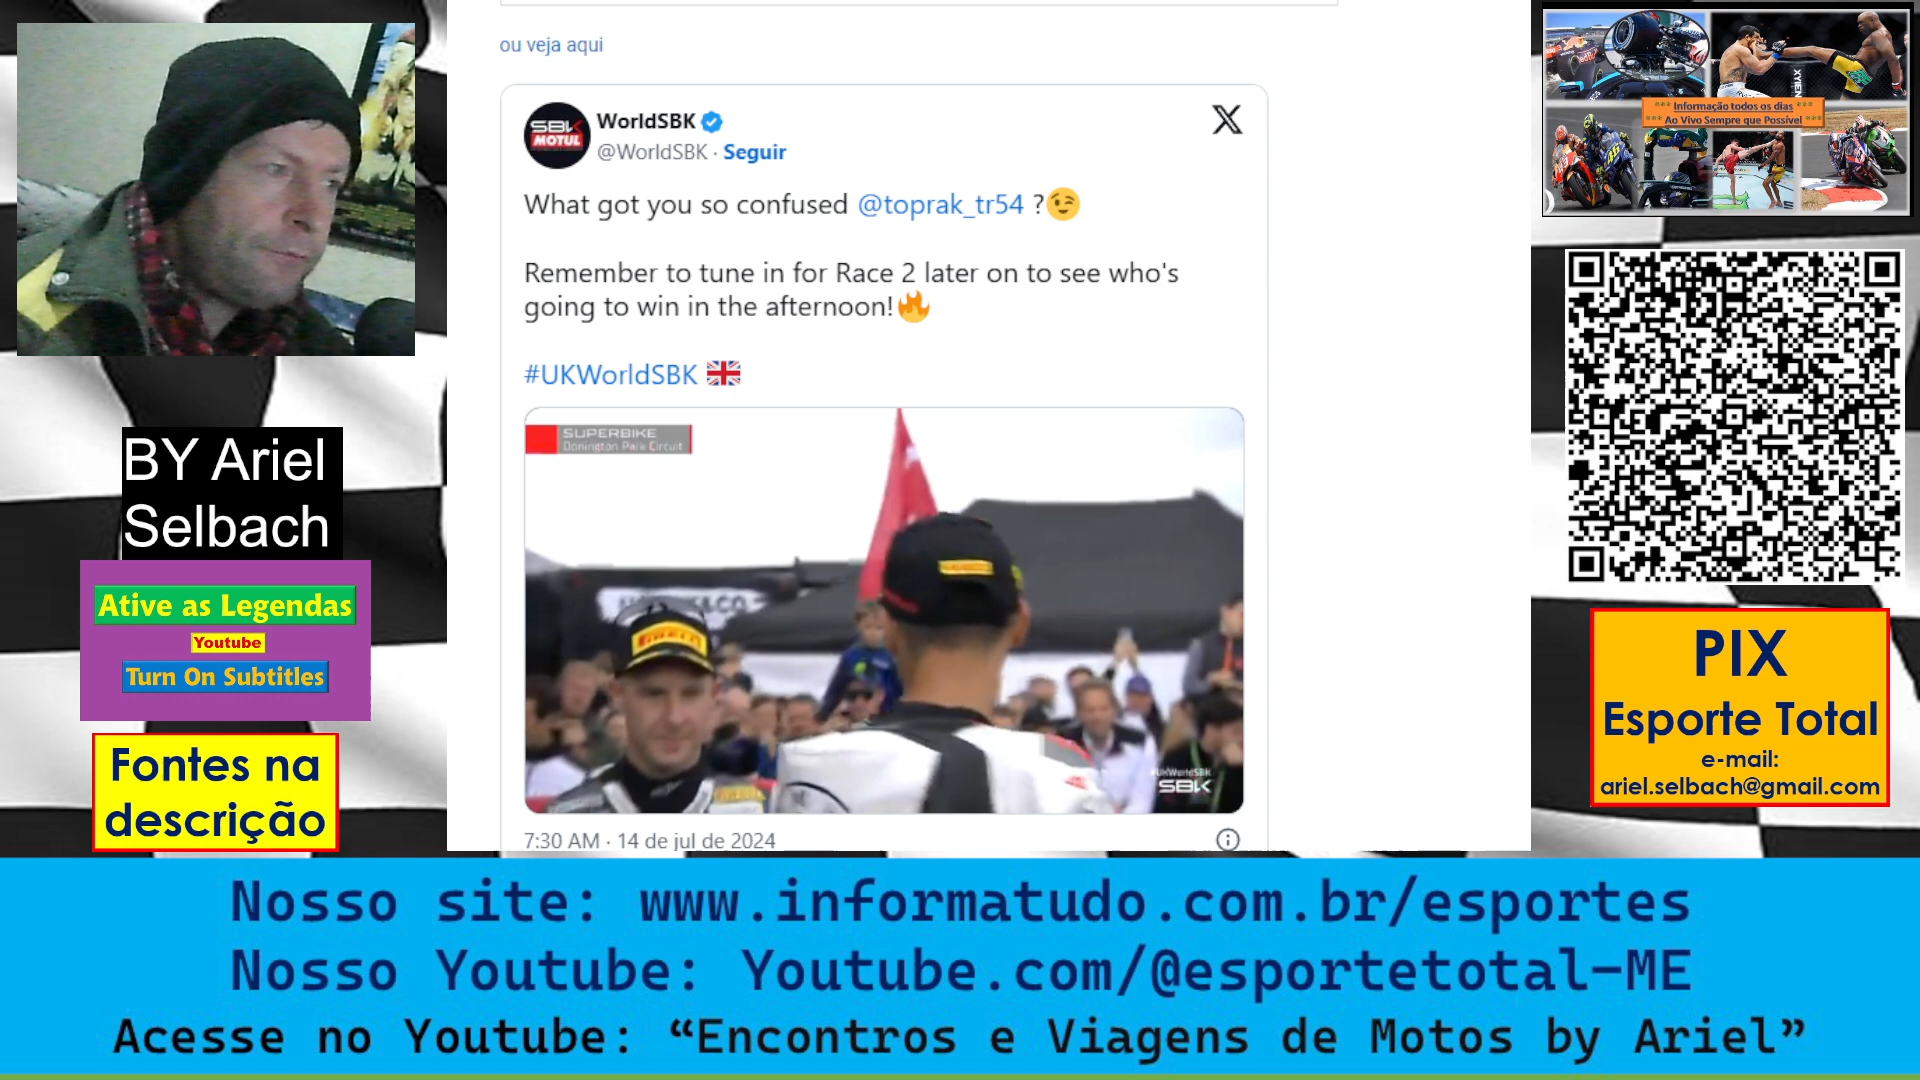 ou veja aqui
SBK
MOTUL
WorldSBK
@WorldSBK · Seguir
What got you so confused @toprak_tr54 ?😉
Remember to tune in for Race 2 later on to see who's
going to win in the afternoon!🔥
#UKWorldSBK 🇬🇧
SUPERBIKE
Donington Park Circuit
PIRELLI
#UKWorldSBK
SBK
7:30 AM · 14 de jul de 2024
BY Ariel
Selbach
Ative as Legendas
Youtube
Turn On Subtitles
Fontes na
descrição
*** Informação todos os dias ***
*** Ao Vivo Sempre que Possível ***
PIX
Esporte Total
e-mail:
ariel.selbach@gmail.com
Nosso site: www.informatudo.com.br/esportes
Nosso Youtube: Youtube.com/@esportetotal-ME
Acesse no Youtube: “Encontros e Viagens de Motos by Ariel”